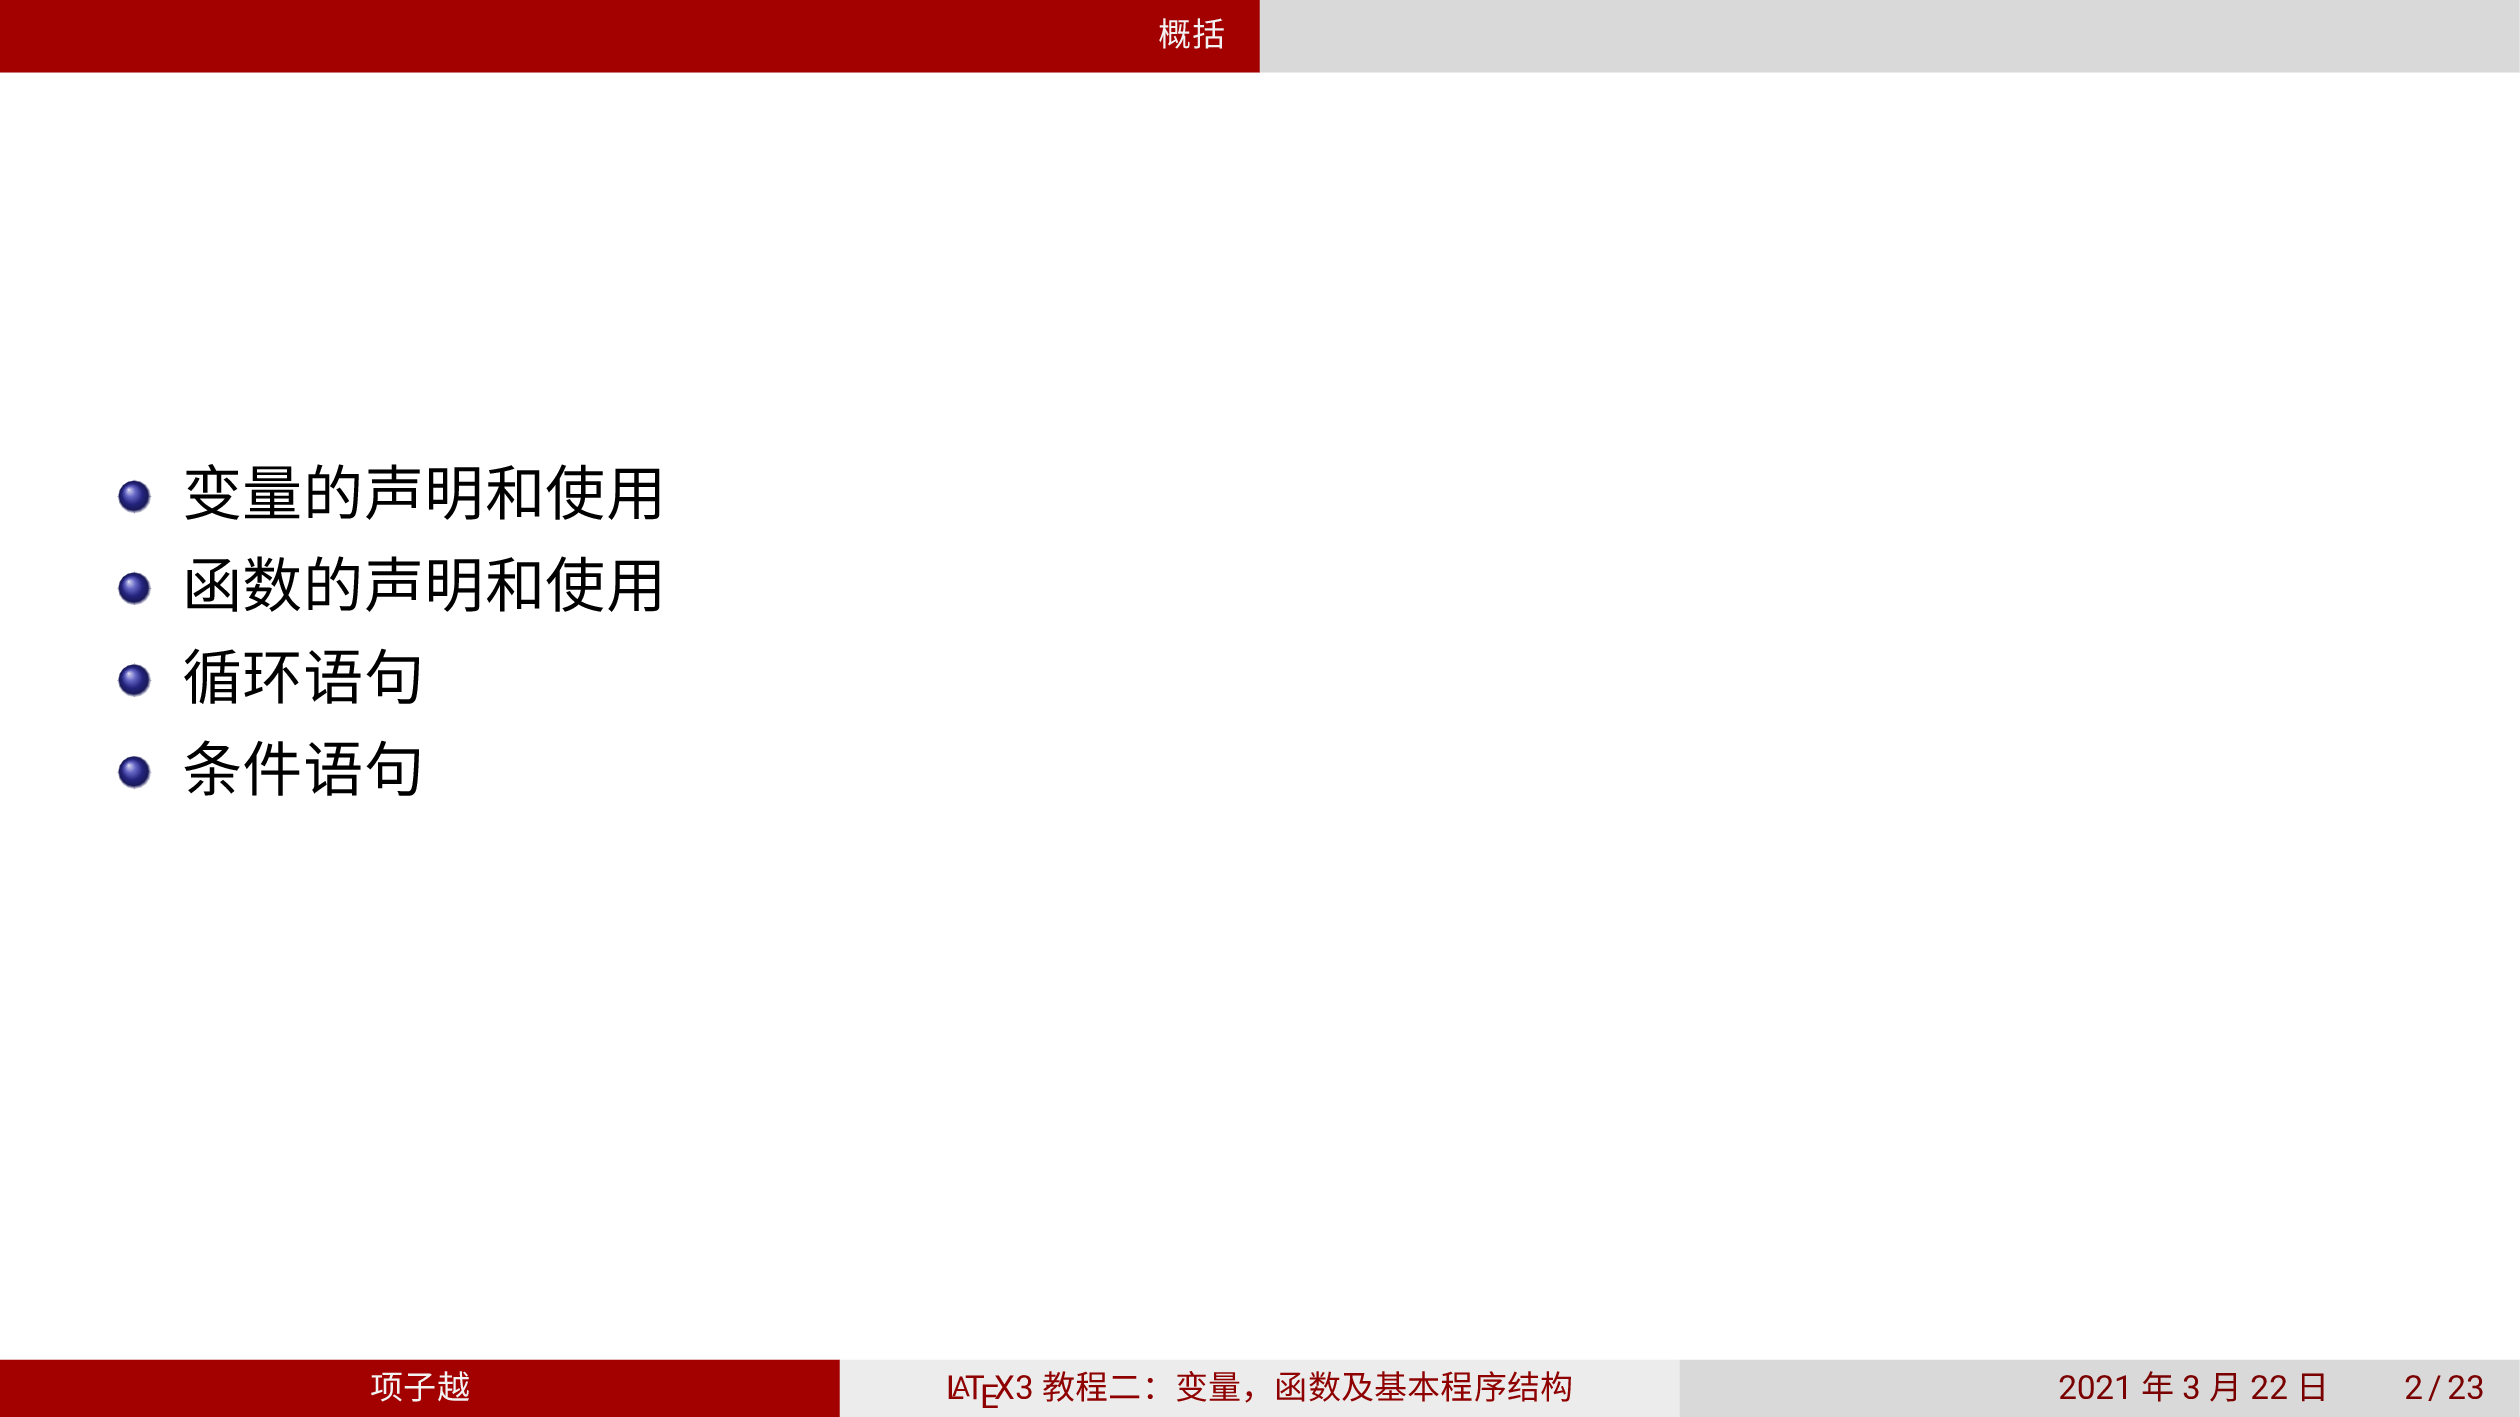 概括
变量的声明和使用
函数的声明和使用
循环语句
条件语句
项子越
LATEX3 教程二：变量，函数及基本程序结构
2021 年 3 月 22 日
2 / 23